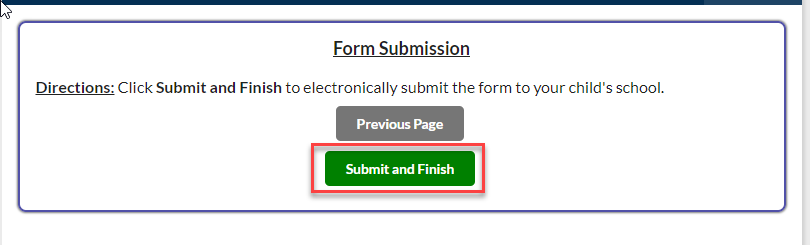 Form Submission
Directions: Click Submit and Finish to electronically submit the form to your child's school.
Previous Page
Submit and Finish